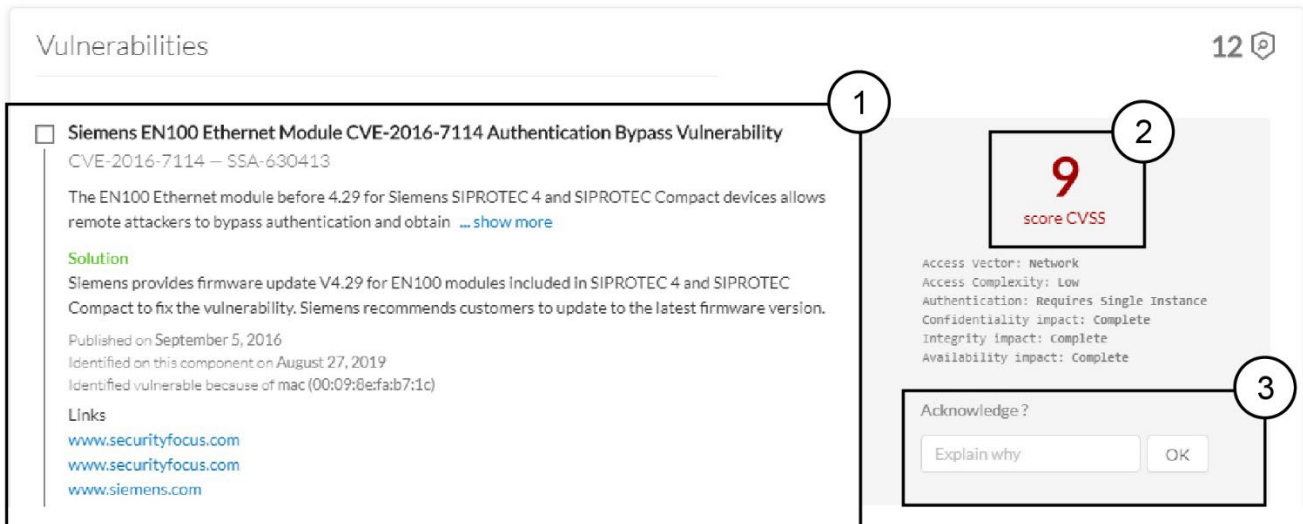 Vulnerabilities
12
1
Siemens EN100 Ethernet Module CVE-2016-7114 Authentication Bypass Vulnerability
CVE-2016-7114 — SSA-630413
The EN100 Ethernet module before 4.29 for Siemens SIPROTEC 4 and SIPROTEC Compact devices allows
remote attackers to bypass authentication and obtain ... show more
Solution
Siemens provides firmware update V4.29 for EN100 modules included in SIPROTEC 4 and SIPROTEC
Compact to fix the vulnerability. Siemens recommends customers to update to the latest firmware version.
Published on September 5, 2016
Identified on this component on August 27, 2019
Identified vulnerable because of mac (00:09:8e:fa:b7:1c)
Links
www.securityfocus.com
www.securityfocus.com
www.siemens.com
2
9
score CVSS
Access Vector: Network
Access Complexity: Low
Authentication: Requires Single Instance
Confidentiality impact: Complete
Integrity impact: Complete
Availability impact: Complete
3
Acknowledge ?
Explain why
OK